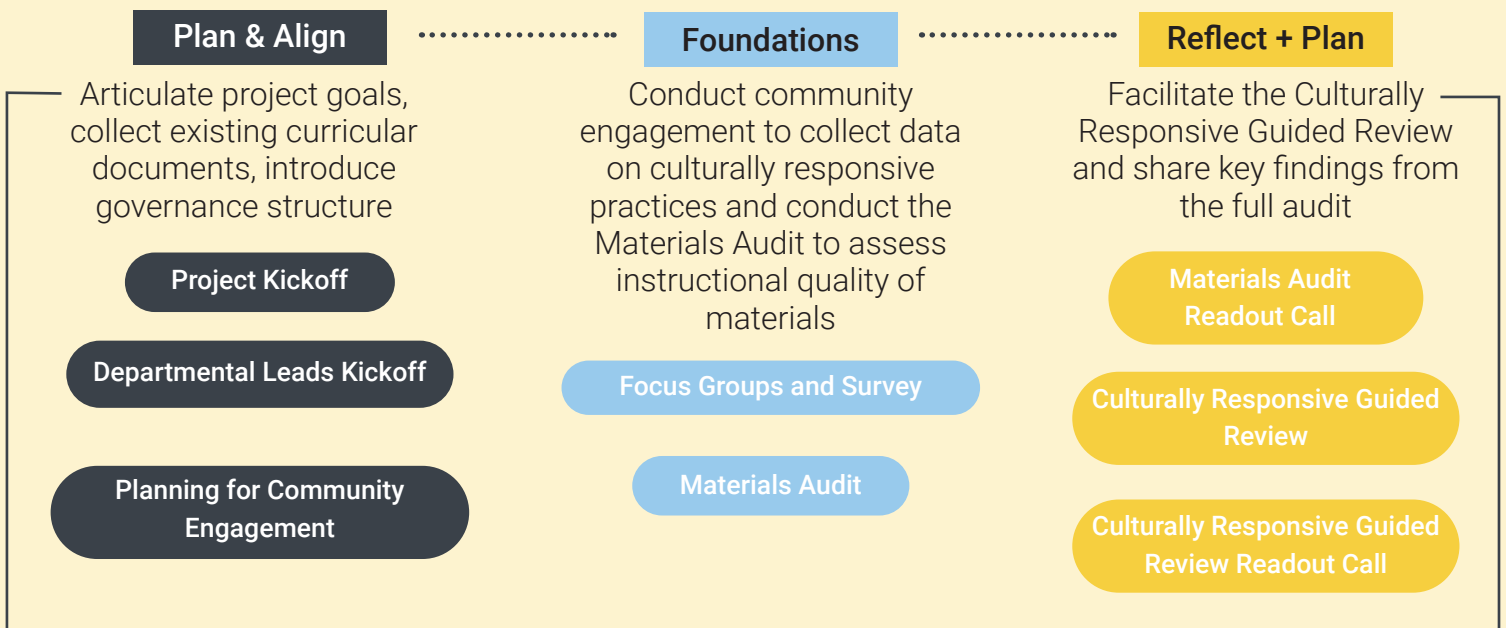 Plan & Align
Articulate project goals,
collect existing curricular
documents, introduce
governance structure
Project Kickoff
Departmental Leads Kickoff
Planning for Community
Engagement
Foundations
Conduct community
engagement to collect data
on culturally responsive
practices and conduct the
Materials Audit to assess
instructional quality of
materials
Focus Groups and Survey
Materials Audit
Reflect + Plan
Facilitate the Culturally
Responsive Guided Review
and share key findings from
the full audit
Materials Audit
Readout Call
Culturally Responsive Guided
Review
Culturally Responsive Guided
Review Readout Call